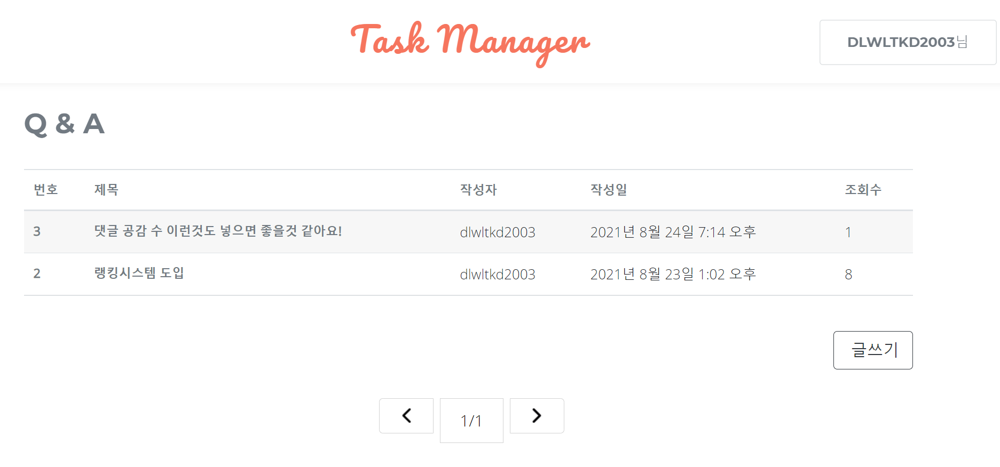 Task Manager
DLWLTKD2003님
Q & A
번호 제목 작성자 작성일 조회수
3 댓글 공감 수 이런것도 넣으면 좋을것 같아요! dlwltkd2003 2021년 8월 24일 7:14 오후 1
2 랭킹시스템 도입 dlwltkd2003 2021년 8월 23일 1:02 오후 8
글쓰기
1/1